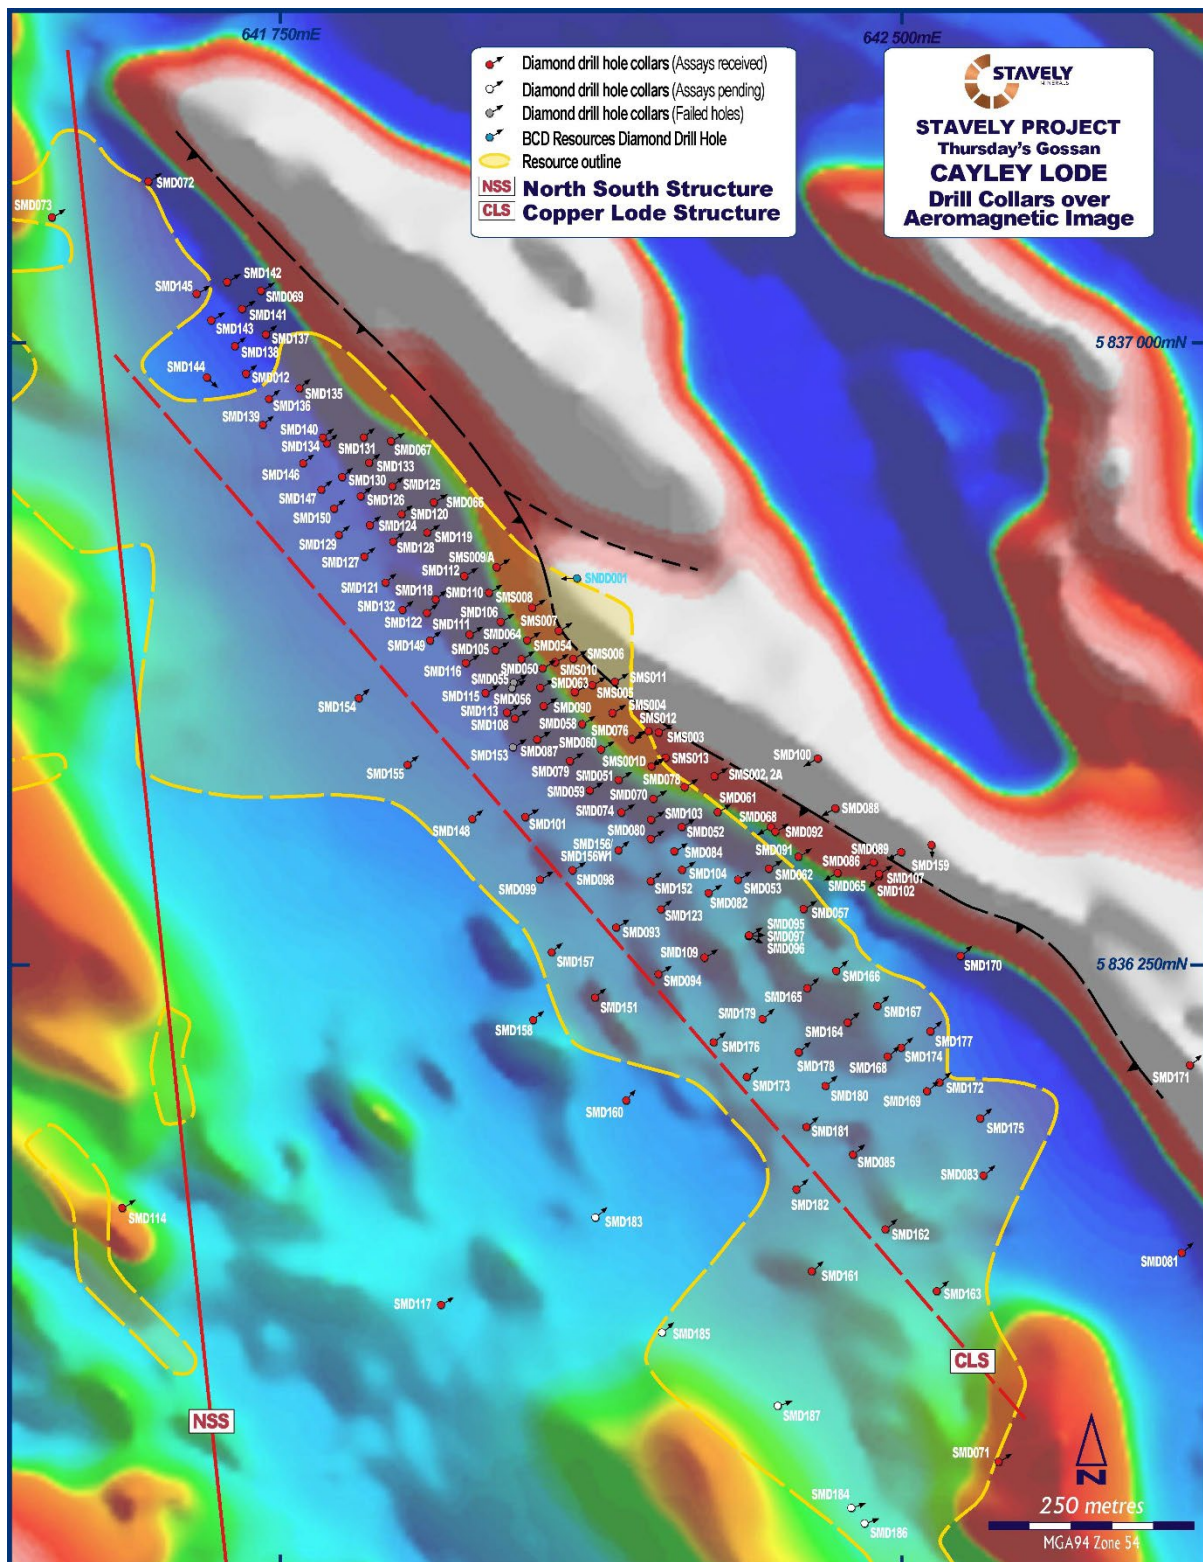 641 750mE
642 500mE
Diamond drill hole collars (Assays received)
Diamond drill hole collars (Assays pending)
Diamond drill hole collars (Failed holes)
BCD Resources Diamond Drill Hole
Resource outline
NSS North South Structure
CLS Copper Lode Structure
STAVELY
MINERALS
STAVELY PROJECT
Thursday's Gossan
CAYLEY LODE
Drill Collars over
Aeromagnetic Image
SMD072
SMD073
SMD142
SMD145
SMD069
SMD141
SMD143
SMD137
5 837 000mN
SMD138
SMD144
SMD012
SMD135
SMD136
SMD139
SMD140
SMD134
SMD131
SMD067
SMD133
SMD146
SMD130
SMD125
SMD147
SMD126
SMD066
SMD150
SMD120
SMD124
SMD119
SMD129
SMD128
SMD127
SMS009/A
SMD112
SNDD001
SMD121
SMD118
SMD110
SMS008
SMD132
SMD106
SMD122
SMS007
SMD111
SMD064
SMD149
SMD054
SMD105
SMS006
SMD116
SMD050
SMS010
SMD055
SMD063
SMS011
SMD115
SMD056
SMS005
SMD154
SMD113
SMD090
SMS004
SMD108
SMD058
SMD076
SMS012
SMD153
SMD087
SMD060
SMS003
SMD155
SMD079
SMS001D
SMS013
SMD100
SMD051
SMD078
SMS002, 2A
SMD059
SMD070
SMD061
SMD088
SMD148
SMD101
SMD074
SMD103
SMD068
SMD080
SMD052
SMD092
SMD156/
SMD156W1
SMD084
SMD091
SMD089
SMD159
SMD086
SMD099
SMD098
SMD104
SMD062
SMD107
SMD152
SMD053
SMD065
SMD102
SMD082
SMD123
SMD057
SMD093
SMD095
SMD097
SMD096
SMD157
SMD109
SMD170
5 836 250mN
SMD094
SMD166
SMD151
SMD165
SMD158
SMD179
SMD164
SMD167
SMD176
SMD177
SMD178
SMD168
SMD174
SMD171
SMD173
SMD180
SMD169
SMD172
SMD160
SMD181
SMD175
SMD085
SMD083
SMD182
SMD114
SMD183
SMD162
SMD081
SMD161
SMD163
SMD117
SMD185
CLS
NSS
SMD187
SMD071
N
SMD184
SMD186
250 metres
MGA94 Zone 54